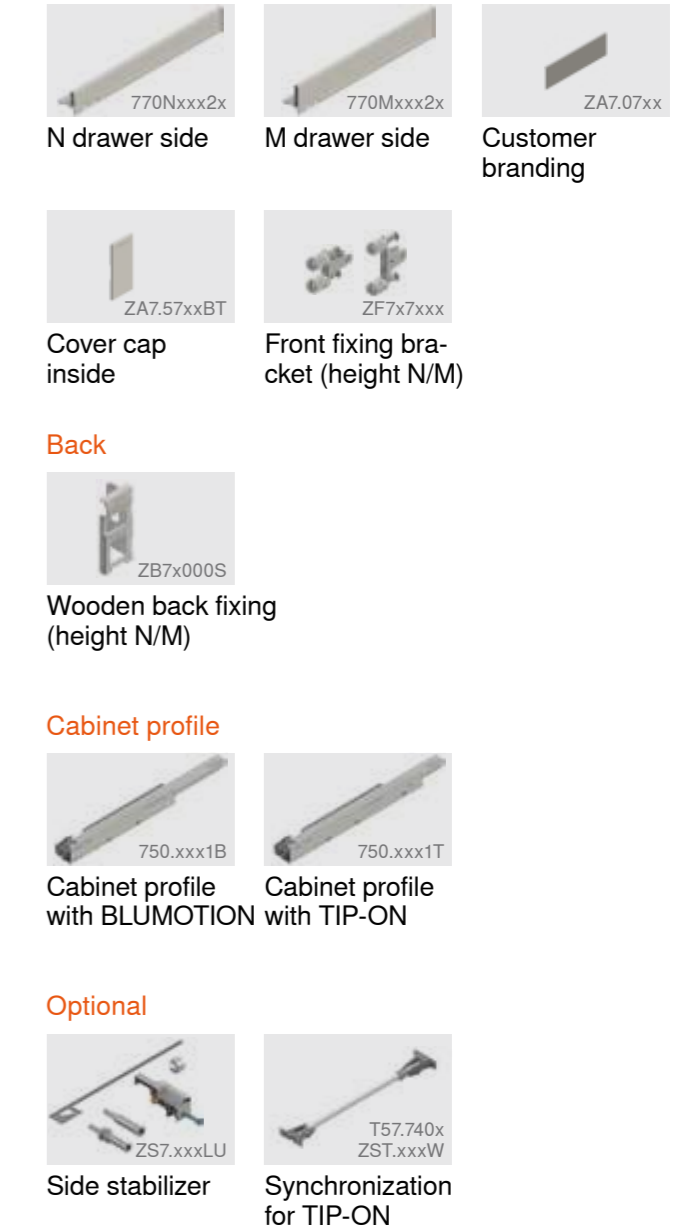 770Nxxx2x
N drawer side
770Mxxx2x
M drawer side
ZA7.07xx
Customer
branding
ZA7.57xxBT
Cover cap
inside
ZF7x7xxx
Front fixing bra-
cket (height N/M)
Back
ZB7x000S
Wooden back fixing
(height N/M)
Cabinet profile
750.xxx1B
Cabinet profile
with BLUMOTION
750.xxx1T
Cabinet profile
with TIP-ON
Optional
ZS7.xxxLU
Side stabilizer
T57.740x
ZST.xxxW
Synchronization
for TIP-ON